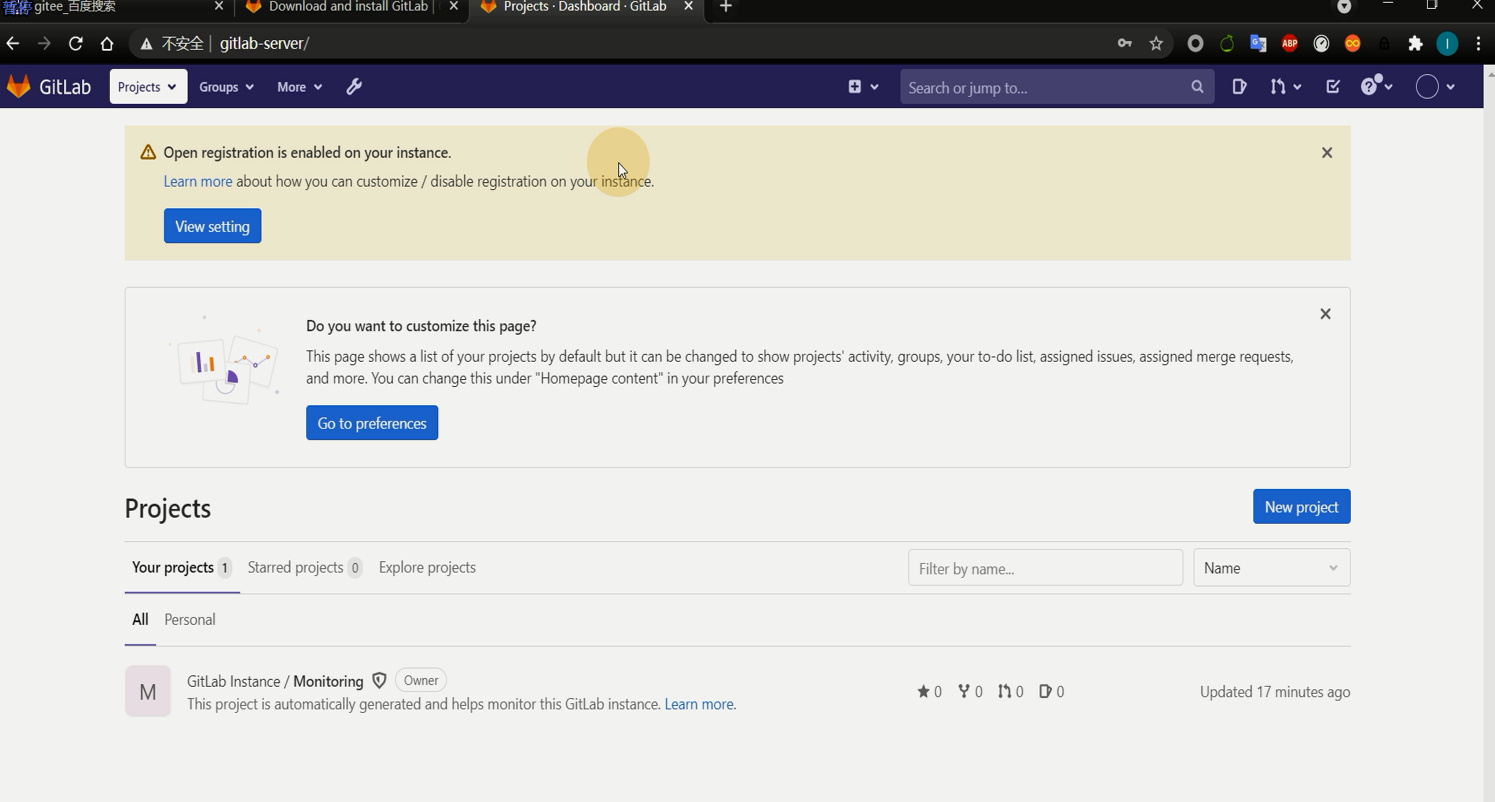 暂停
gitee_百度搜索
Download and install GitLab
Projects · Dashboard · GitLab
不安全 | gitlab-server/
GitLab
Projects
Groups
More
Search or jump to...
Open registration is enabled on your instance.
Learn more about how you can customize / disable registration on your instance.
View setting
Do you want to customize this page?
This page shows a list of your projects by default but it can be changed to show projects' activity, groups, your to-do list, assigned issues, assigned merge requests,
and more. You can change this under "Homepage content" in your preferences
Go to preferences
Projects
New project
Your projects 1
Starred projects 0
Explore projects
Filter by name...
Name
All
Personal
M
GitLab Instance / Monitoring
Owner
This project is automatically generated and helps monitor this GitLab instance. Learn more.
0 0 0 0
Updated 17 minutes ago
ABP
I